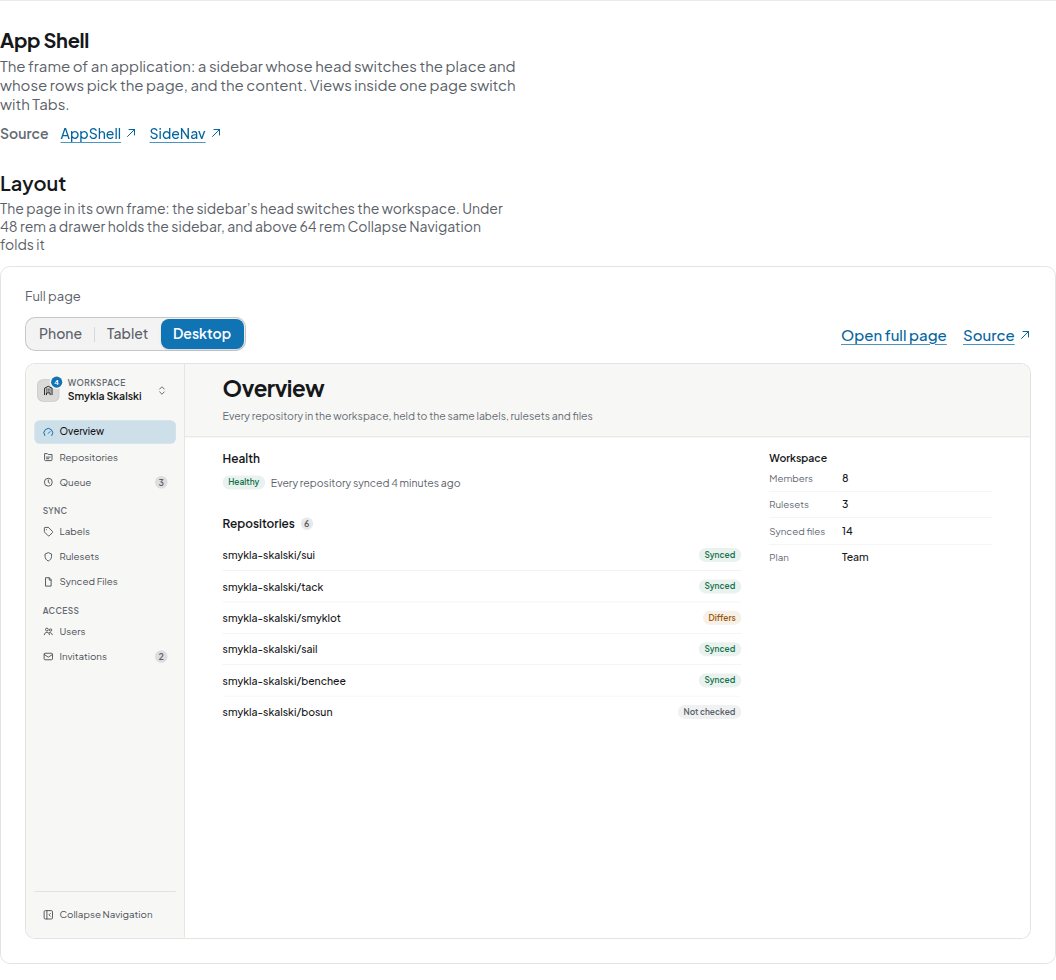 App Shell
The frame of an application: a sidebar whose head switches the place and
whose rows pick the page, and the content. Views inside one page switch
with Tabs.
Source AppShell SideNav
Layout
The page in its own frame: the sidebar's head switches the workspace. Under
48 rem a drawer holds the sidebar, and above 64 rem Collapse Navigation
folds it
Full page
Phone Tablet Desktop
Open full page Source
4
WORKSPACE
Smykla Skalski
Overview
Repositories
Queue 3
SYNC
Labels
Rulesets
Synced Files
ACCESS
Users
Invitations 2
Collapse Navigation
Overview
Every repository in the workspace, held to the same labels, rulesets and files
Health
Healthy Every repository synced 4 minutes ago
Repositories 6
smykla-skalski/sui Synced
smykla-skalski/tack Synced
smykla-skalski/smyklot Differs
smykla-skalski/sail Synced
smykla-skalski/benchee Synced
smykla-skalski/bosun Not checked
Workspace
Members 8
Rulesets 3
Synced files 14
Plan Team